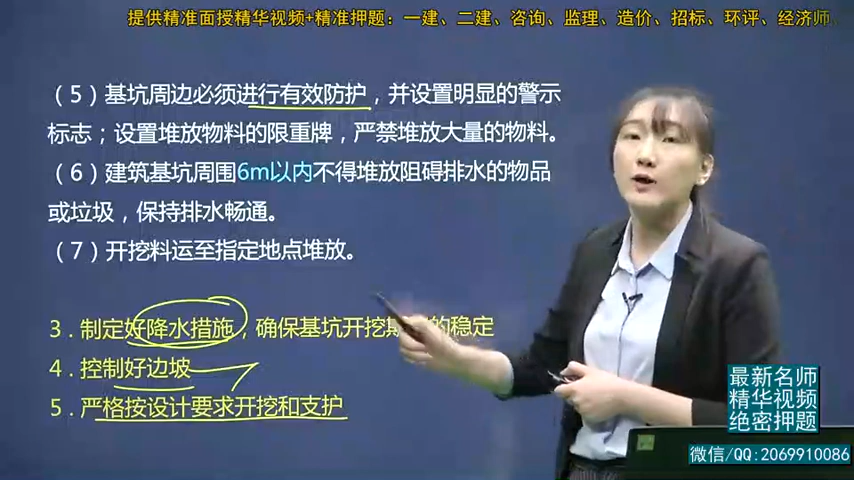 提供精准面授精华视频+精准押题：一建、二建、咨询、监理、造价、招标、环评、经济师
（5）基坑周边必须进行有效防护，并设置明显的警示
标志；设置堆放物料的限重牌，严禁堆放大量的物料。
（6）建筑基坑周围6m以内不得堆放阻碍排水的物品
或垃圾，保持排水畅通。
（7）开挖料运至指定地点堆放。
3．制定好降水措施，确保基坑开挖期的稳定
4．控制好边坡
5．严格按设计要求开挖和支护
最新名师
精华视频
绝密押题
微信/QQ:2069910086